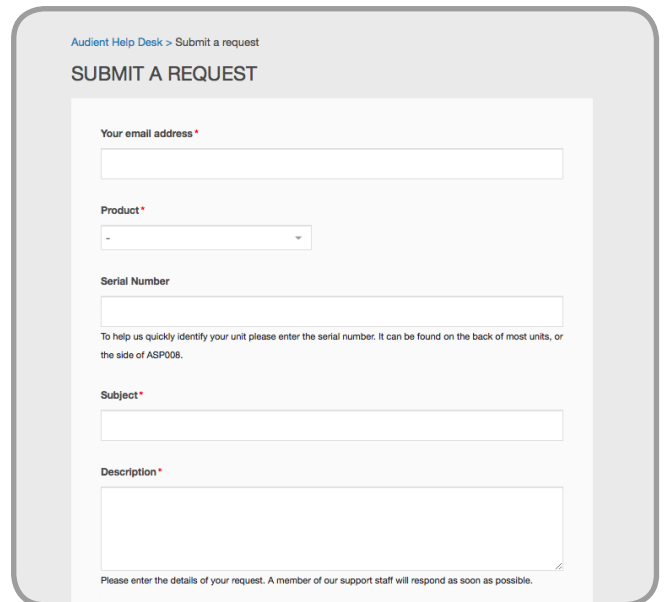 Audient Help Desk > Submit a request
SUBMIT A REQUEST
Your email address*
Product*
-
Serial Number
To help us quickly identify your unit please enter the serial number. It can be found on the back of most units, or
the side of ASP008.
Subject*
Description*
Please enter the details of your request. A member of our support staff will respond as soon as possible.